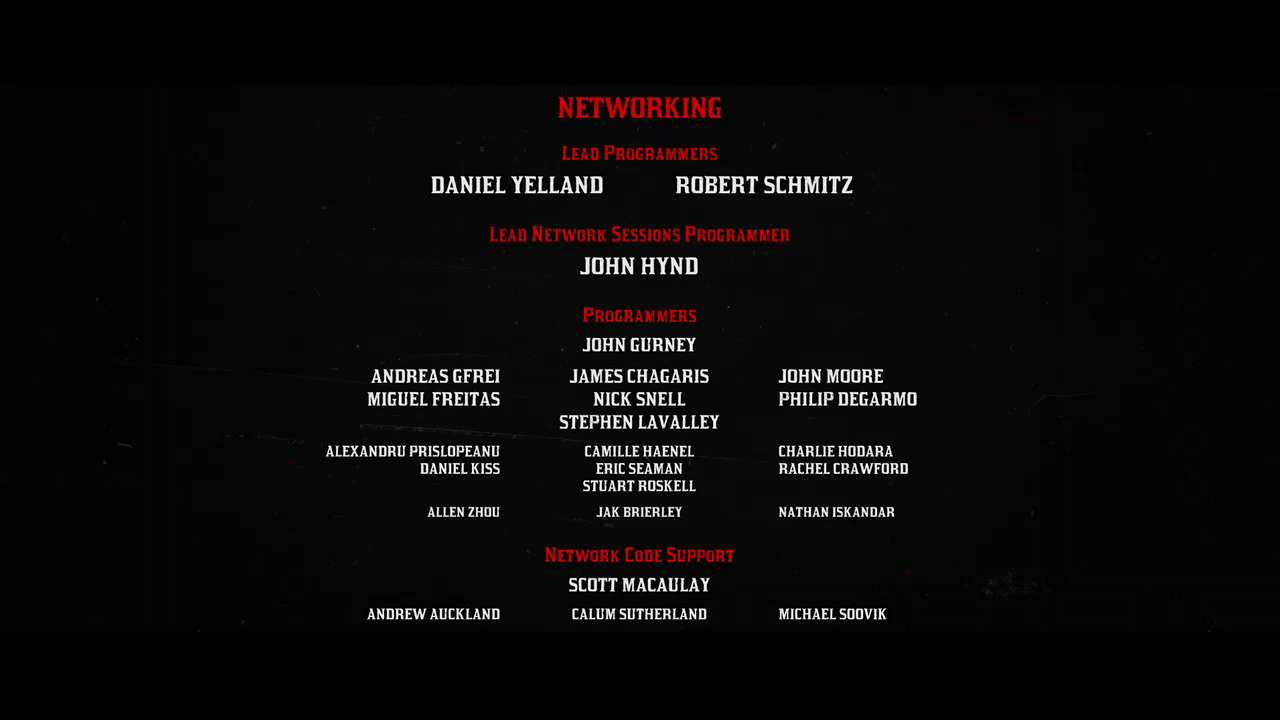 NETWORKING
LEAD PROGRAMMERS
DANIEL YELLAND ROBERT SCHMITZ
LEAD NETWORK SESSIONS PROGRAMMER
JOHN HYND
PROGRAMMERS
JOHN GURNEY
ANDREAS GFREI JAMES CHAGARIS JOHN MOORE
MIGUEL FREITAS NICK SNELL PHILIP DEGARMO
STEPHEN LAVALLEY
ALEXANDRU PRISLOPEANU CAMILLE HAENEL CHARLIE HODARA
DANIEL KISS ERIC SEAMAN RACHEL CRAWFORD
STUART ROSKELL
ALLEN ZHOU JAK BRIERLEY NATHAN ISKANDAR
NETWORK CODE SUPPORT
SCOTT MACAULAY
ANDREW AUCKLAND CALUM SUTHERLAND MICHAEL SOOVIK